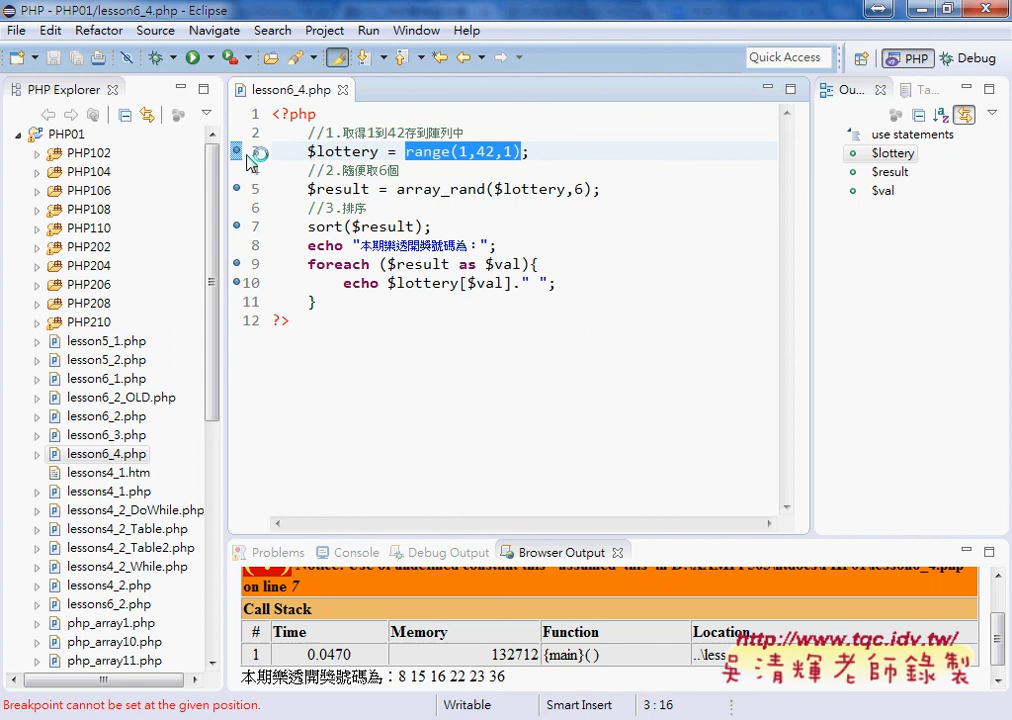 PHP - PHP01/lesson6_4.php - Eclipse
File Edit Refactor Source Navigate Search Project Run Window Help
Quick Access PHP Debug
PHP Explorer
PHP01
PHP102
PHP104
PHP106
PHP108
PHP110
PHP202
PHP204
PHP206
PHP208
PHP210
lesson5_1.php
lesson5_2.php
lesson6_1.php
lesson6_2_OLD.php
lesson6_2.php
lesson6_3.php
lesson6_4.php
lessons4_1.htm
lessons4_1.php
lessons4_2_DoWhile.php
lessons4_2_Table.php
lessons4_2_Table2.php
lessons4_2_While.php
lessons4_2.php
lessons6_2.php
php_array1.php
php_array10.php
php_array11.php
lesson6_4.php
1 <?php
2 //1.取得1到42存到陣列中
$lottery = range(1,42,1);
//2.隨便取6個
5 $result = array_rand($lottery,6);
6 //3.排序
7 sort($result);
8 echo "本期樂透開獎號碼為：";
9 foreach ($result as $val){
10 echo $lottery[$val]." ";
11 }
12 ?>
Ou... Ta...
use statements
$lottery
$result
$val
Problems Console Debug Output Browser Output
on line 7
Call Stack
# Time Memory Function Location
1 0.0470 132712 {main}( ) ..\less
本期樂透開獎號碼為：8 15 16 22 23 36
http://www.tqc.idv.tw/
吳清輝老師錄製
Breakpoint cannot be set at the given position. Writable Smart Insert 3 : 16